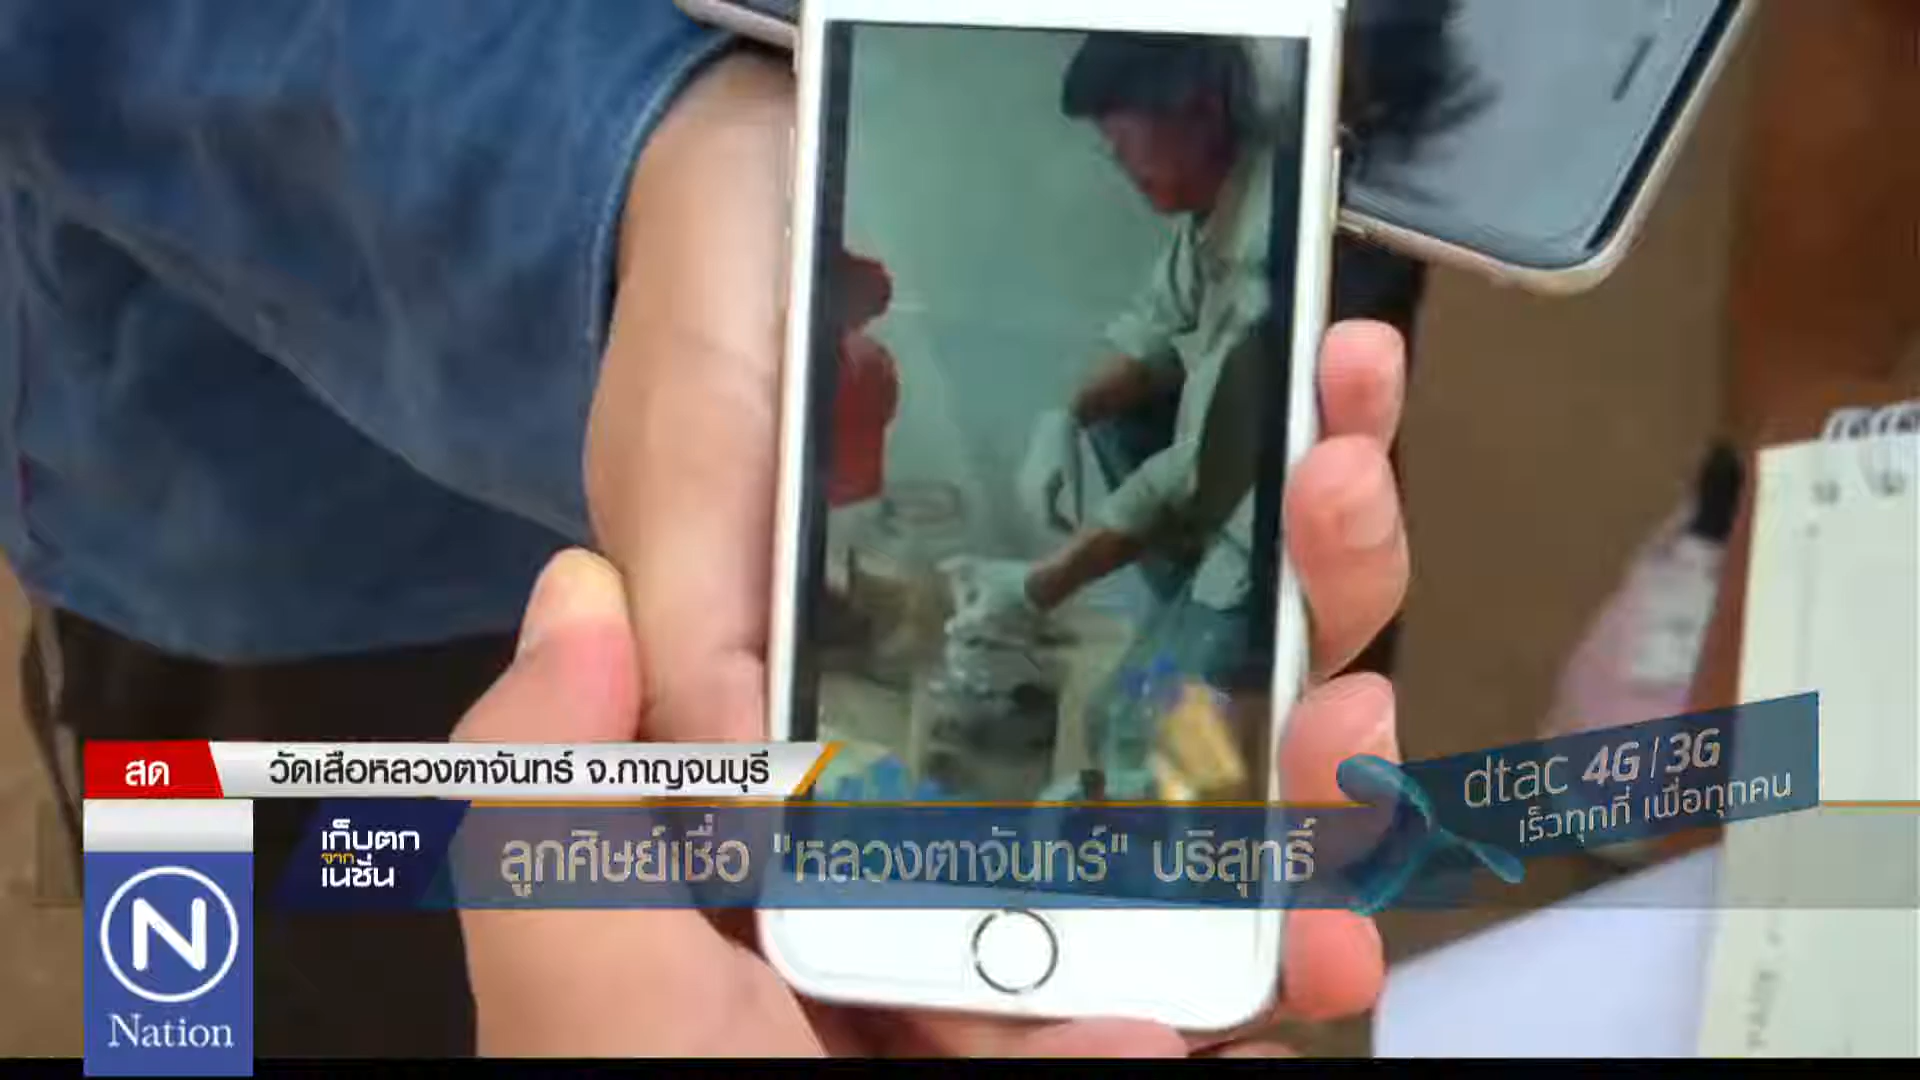 สด
วัดเสือหลวงตาจันทร์ จ.กาญจนบุรี
เก็บตก
จาก
เนชั่น
ลูกศิษย์เชื่อ "หลวงตาจันทร์" บริสุทธิ์
dtac 4G/3G
เร็วทุกที่ เพื่อทุกคน
N
Nation